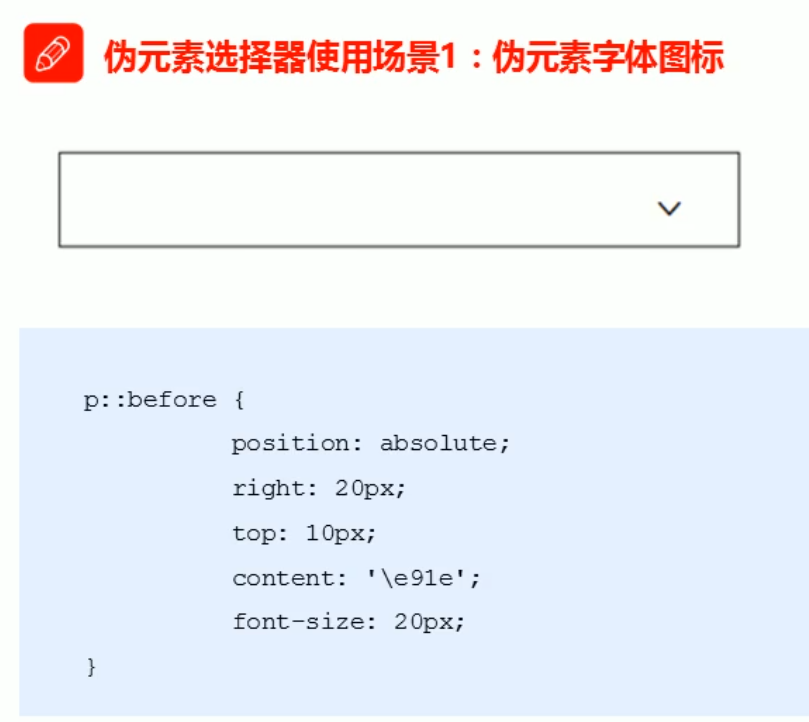 伪元素选择器使用场景1：伪元素字体图标
p::before {
position: absolute;
right: 20px;
top: 10px;
content: '\e91e';
font-size: 20px;
}